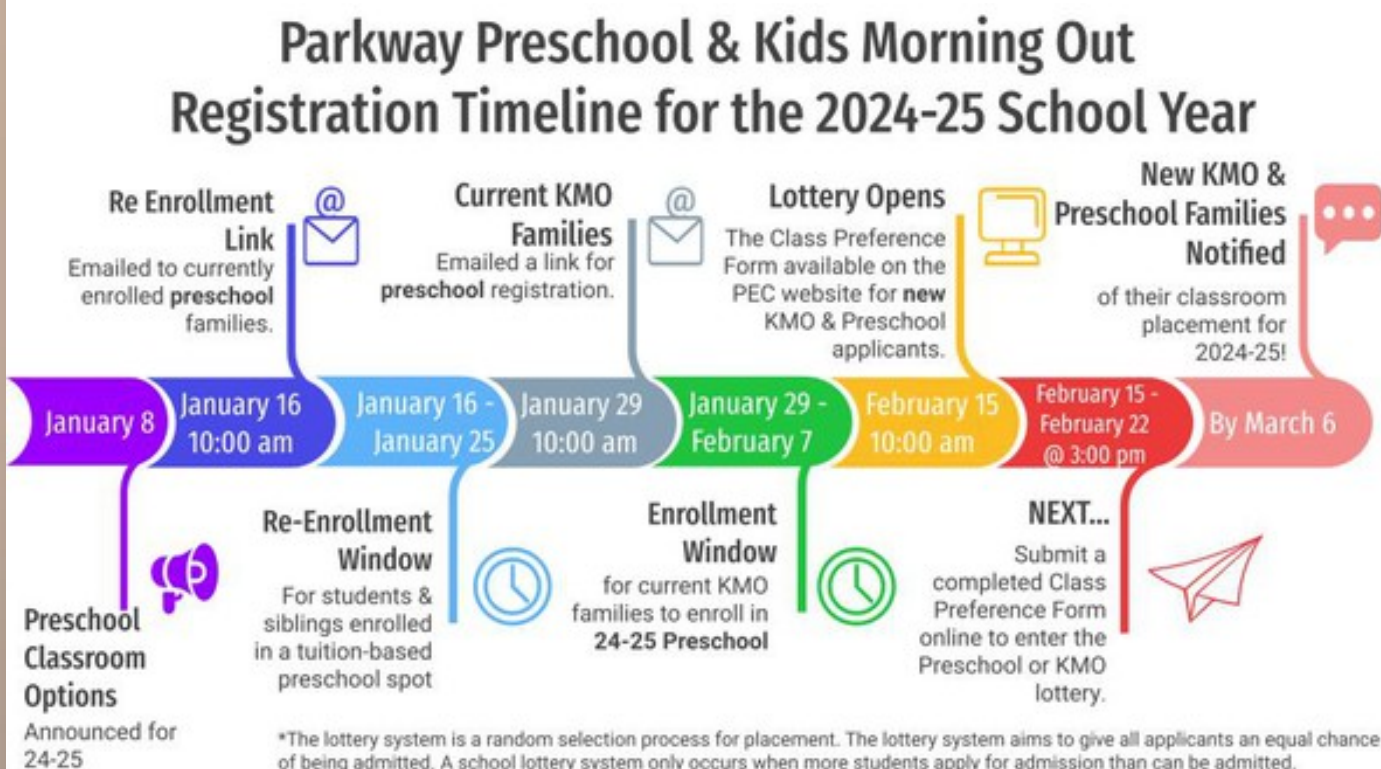 Parkway Preschool & Kids Morning Out
Registration Timeline for the 2024-25 School Year
Re Enrollment
Link
Emailed to currently
enrolled preschool
families.
@
Current KMO
Families
Emailed a link for
preschool registration.
@
Lottery Opens
The Class Preference
Form available on the
PEC website for new
KMO & Preschool
applicants.
New KMO &
Preschool Families
Notified
of their classroom
placement for
2024-25!
January 8
January 16
10:00 am
January 16 -
January 25
January 29
10:00 am
January 29 -
February 7
February 15
10:00 am
February 15 -
February 22
@ 3:00 pm
By March 6
Preschool
Classroom
Options
Announced for
24-25
Re-Enrollment
Window
For students &
siblings enrolled
in a tuition-based
preschool spot
Enrollment
Window
for current KMO
families to enroll in
24-25 Preschool
NEXT...
Submit a
completed Class
Preference Form
online to enter the
Preschool or KMO
lottery.
*The lottery system is a random selection process for placement. The lottery system aims to give all applicants an equal chance
of being admitted. A school lottery system only occurs when more students apply for admission than can be admitted.